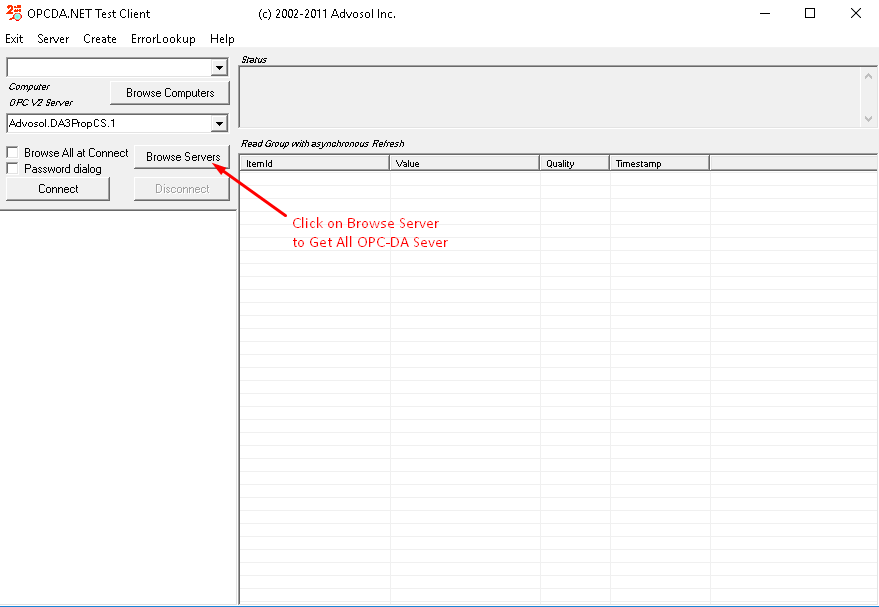 OPCDA.NET Test Client (c) 2002-2011 Advosol Inc.
Exit Server Create ErrorLookup Help
Status
Computer
Browse Computers
OPC V2 Server
Advosol.DA3PropCS.1
Read Group with asynchronous Refresh
Browse All at Connect
Browse Servers
Password dialog
ItemId Value Quality Timestamp
Connect Disconnect
Click on Browse Server
to Get All OPC-DA Sever